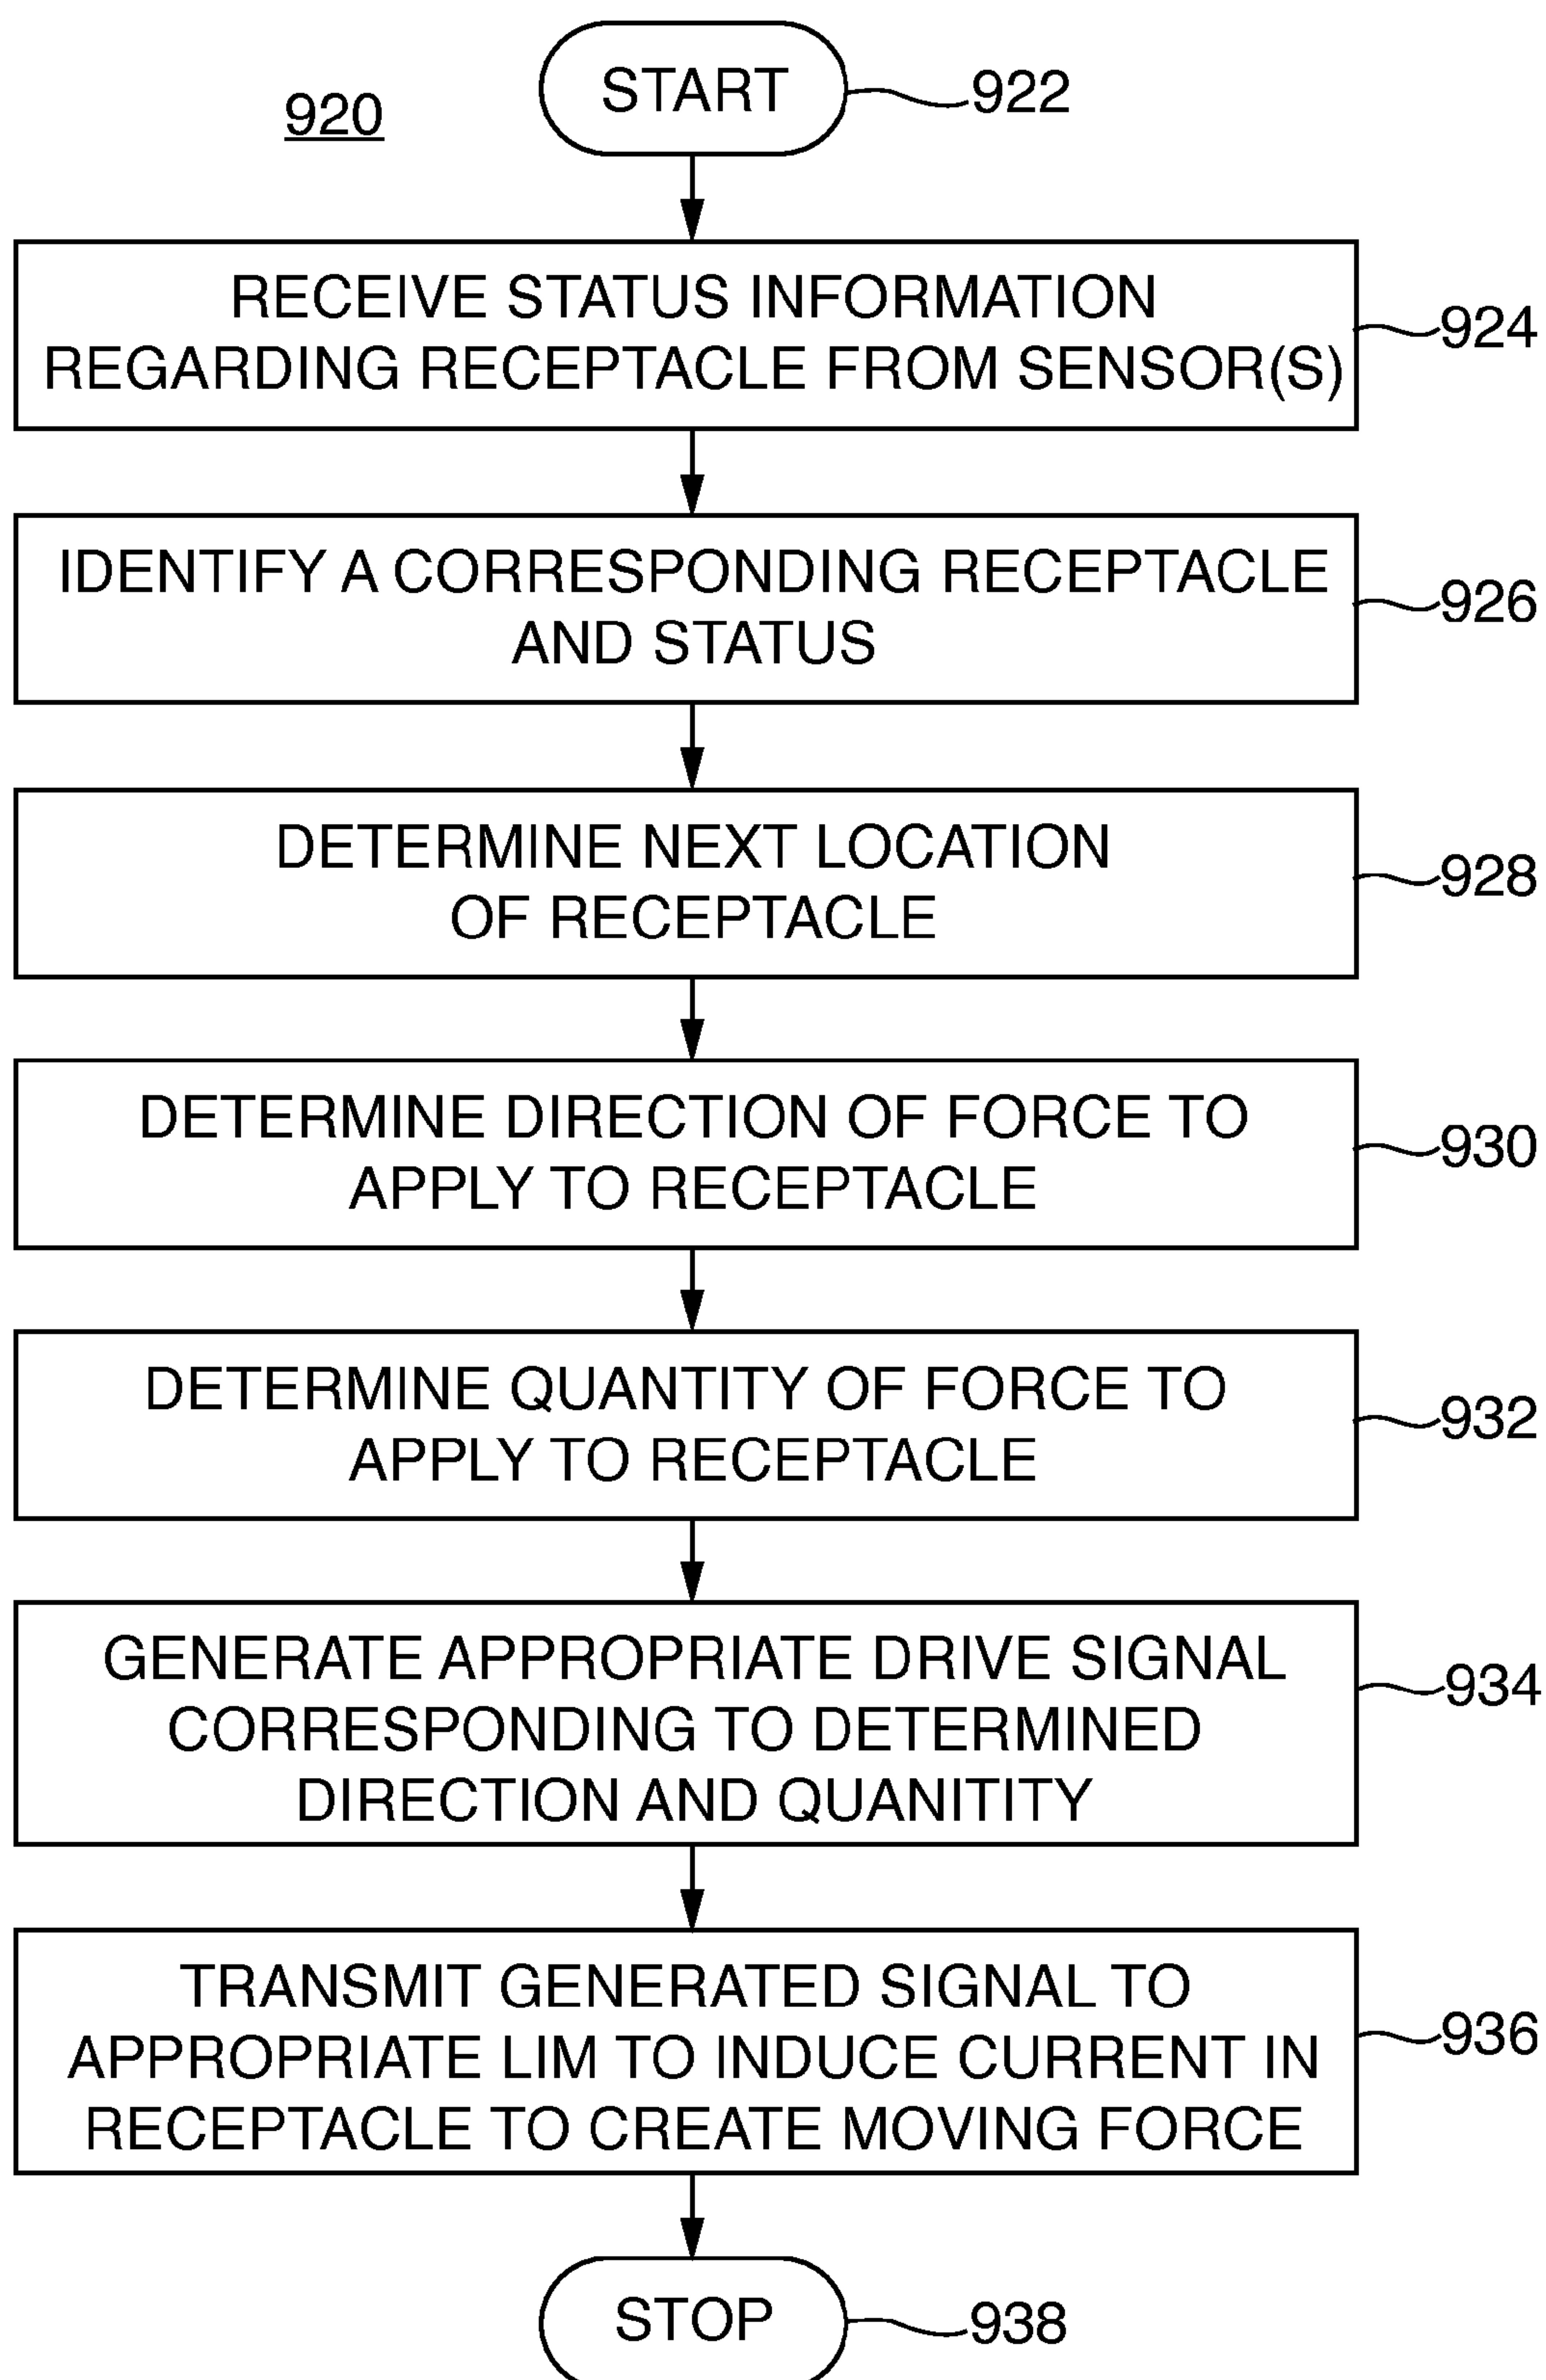 START
922
920
RECEIVE STATUS INFORMATION
REGARDING RECEPTACLE FROM SENSOR(S)
924
IDENTIFY A CORRESPONDING RECEPTACLE
AND STATUS
926
DETERMINE NEXT LOCATION
OF RECEPTACLE
928
DETERMINE DIRECTION OF FORCE TO
APPLY TO RECEPTACLE
930
DETERMINE QUANTITY OF FORCE TO
APPLY TO RECEPTACLE
932
GENERATE APPROPRIATE DRIVE SIGNAL
CORRESPONDING TO DETERMINED
DIRECTION AND QUANITITY
934
TRANSMIT GENERATED SIGNAL TO
APPROPRIATE LIM TO INDUCE CURRENT IN
RECEPTACLE TO CREATE MOVING FORCE
936
STOP
938